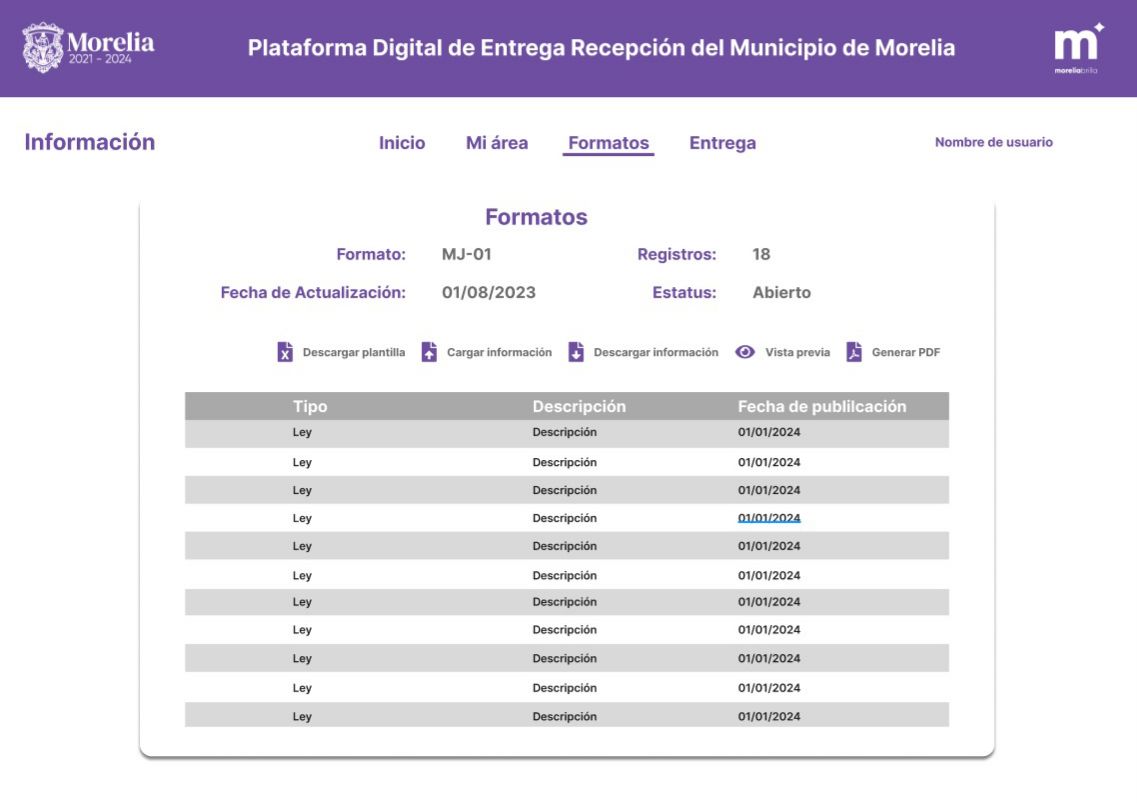 Morelia
2021 - 2024
Plataforma Digital de Entrega Recepción del Municipio de Morelia
m
moreliabrilla
Información
Inicio Mi área Formatos Entrega
Nombre de usuario
Formatos
Formato: MJ-01 Registros: 18
Fecha de Actualización: 01/08/2023 Estatus: Abierto
Descargar plantilla Cargar información Descargar información Vista previa Generar PDF
Tipo Descripción Fecha de publilcación
Ley Descripción 01/01/2024
Ley Descripción 01/01/2024
Ley Descripción 01/01/2024
Ley Descripción 01/01/2024
Ley Descripción 01/01/2024
Ley Descripción 01/01/2024
Ley Descripción 01/01/2024
Ley Descripción 01/01/2024
Ley Descripción 01/01/2024
Ley Descripción 01/01/2024
Ley Descripción 01/01/2024